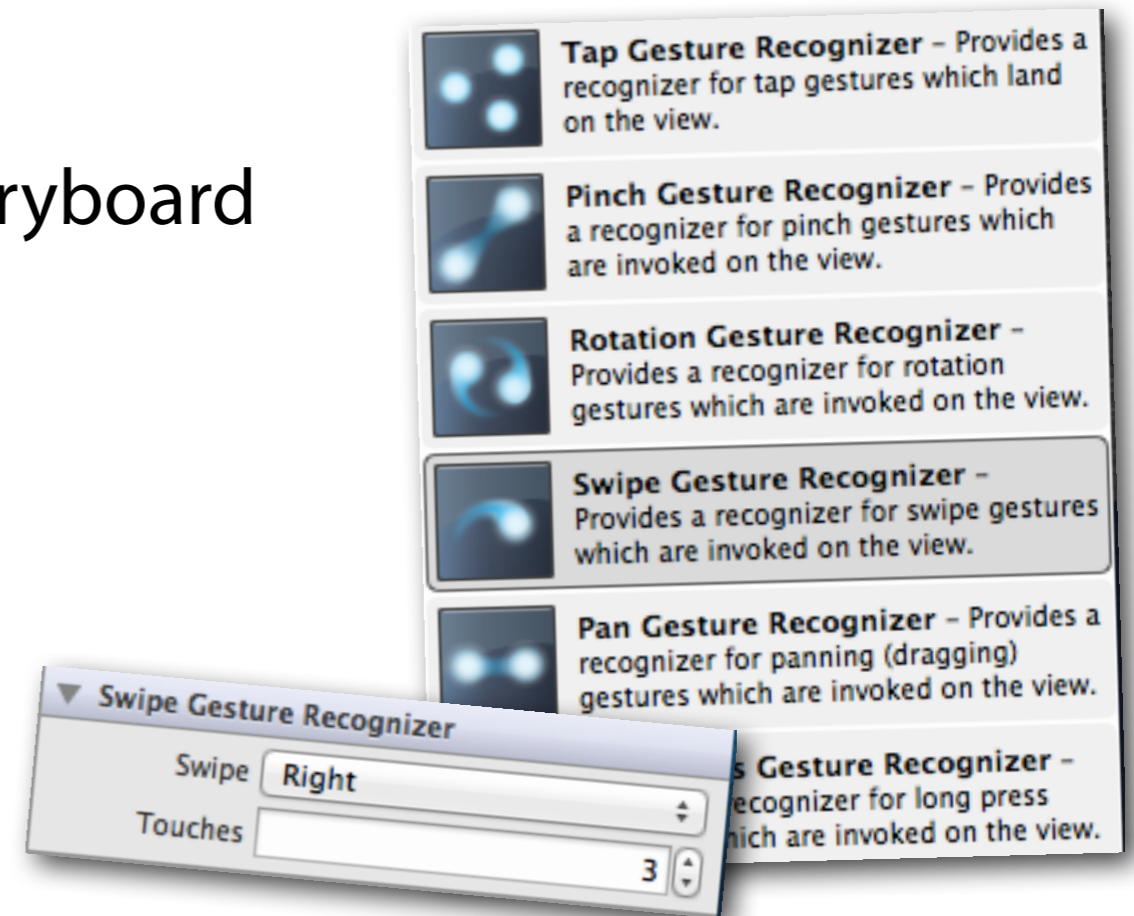 ryboard
Tap Gesture Recognizer – Provides a
recognizer for tap gestures which land
on the view.
Pinch Gesture Recognizer – Provides
a recognizer for pinch gestures which
are invoked on the view.
Rotation Gesture Recognizer –
Provides a recognizer for rotation
gestures which are invoked on the view.
Swipe Gesture Recognizer –
Provides a recognizer for swipe gestures
which are invoked on the view.
Pan Gesture Recognizer – Provides a
recognizer for panning (dragging)
gestures which are invoked on the view.
s Gesture Recognizer –
ecognizer for long press
hich are invoked on the view.
Swipe Gesture Recognizer
Swipe Right
Touches 3